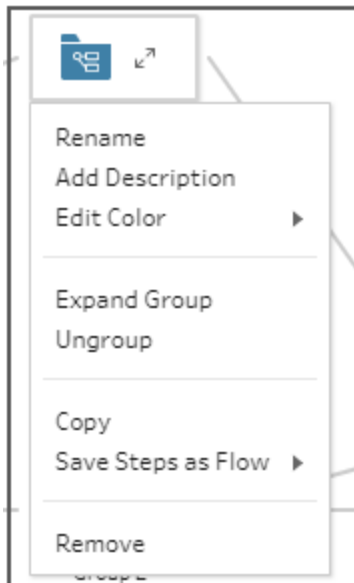 Rename
Add Description
Edit Color
Expand Group
Ungroup
Copy
Save Steps as Flow
Remove